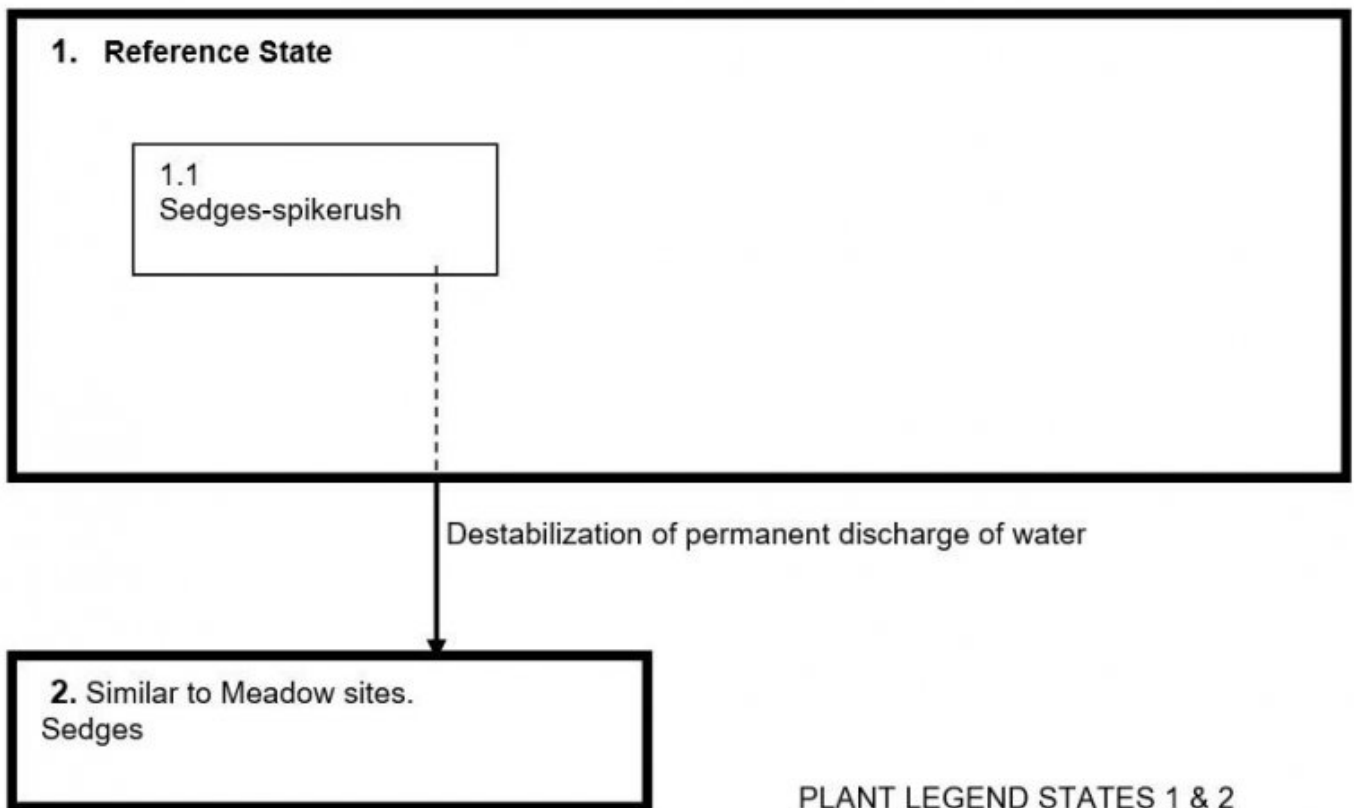 1. Reference State
1.1
Sedges-spikerush
Destabilization of permanent discharge of water
2. Similar to Meadow sites.
Sedges
PLANT LEGEND STATES 1 & 2